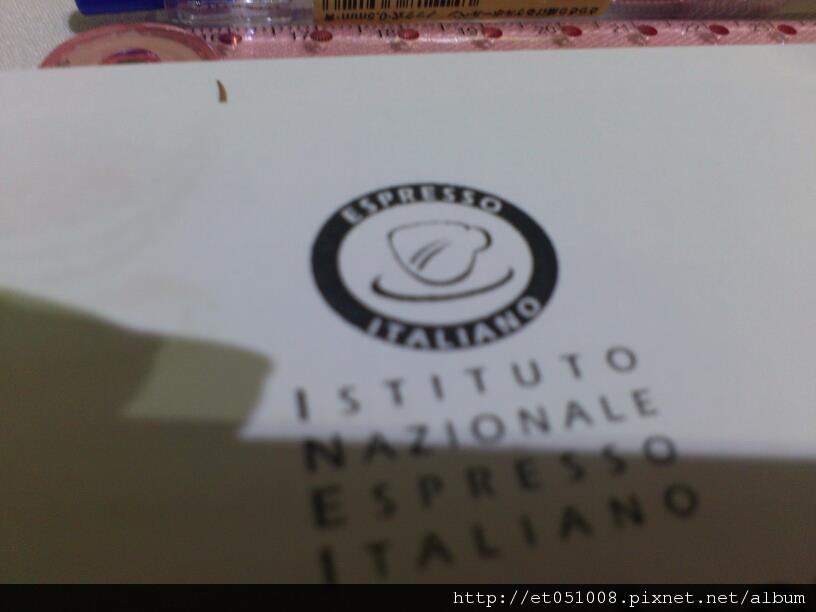 ESPRESSO
ITALIANO
ISTITUTO
NAZIONALE
ESPRESSO
ITALIANO
http://et051008.pixnet.net/album